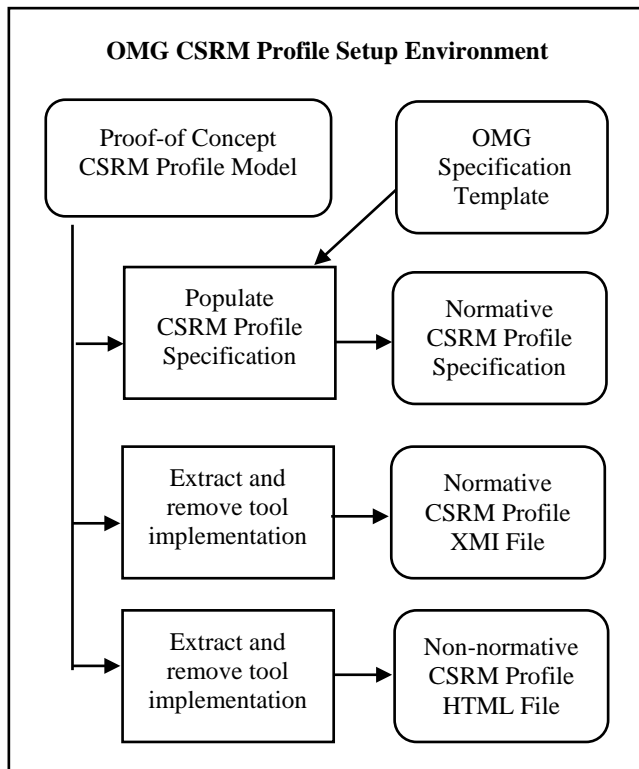 OMG CSRM Profile Setup Environment
Proof-of Concept
CSRM Profile Model
OMG
Specification
Template
Populate
CSRM Profile
Specification
Normative
CSRM Profile
Specification
Extract and
remove tool
implementation
Normative
CSRM Profile
XMI File
Extract and
remove tool
implementation
Non-normative
CSRM Profile
HTML File